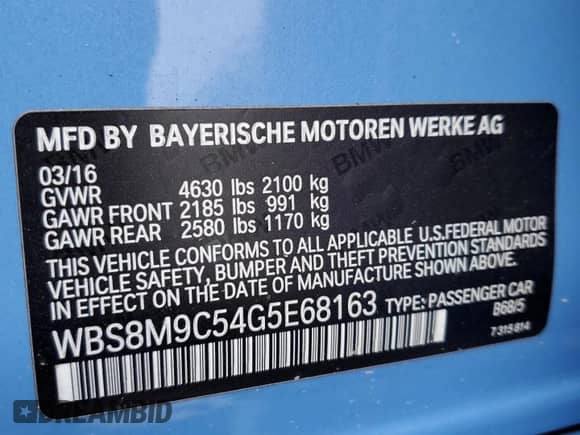 MFD BY BAYERISCHE MOTOREN WERKE AG
03/16
GVWR 4630 lbs 2100 kg
GAWR FRONT 2185 lbs 991 kg
GAWR REAR 2580 lbs 1170 kg
THIS VEHICLE CONFORMS TO ALL APPLICABLE U.S.FEDERAL MOTOR
VEHICLE SAFETY, BUMPER AND THEFT PREVENTION STANDARDS
IN EFFECT ON THE DATE OF MANUFACTURE SHOWN ABOVE.
WBS8M9C54G5E68163 TYPE: PASSENGER CAR
B68/5
7315814
DREAMBID